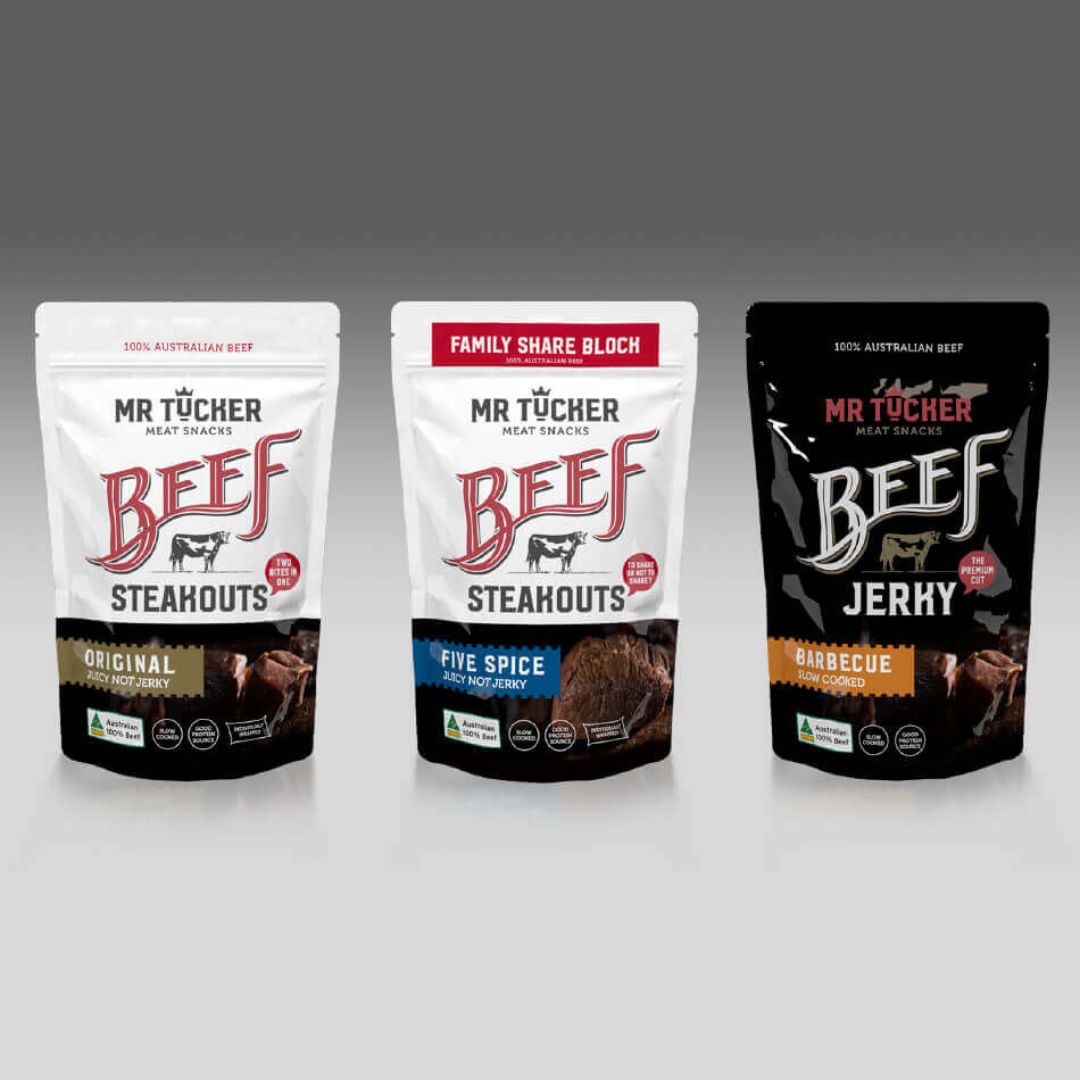 100% AUSTRALIAN BEEF
MR TUCKER
MEAT SNACKS
BEEF
TWO
BITES IN
ONE
STEAKOUTS
ORIGINAL
JUICY NOT JERKY
Australian
100% Beef
SLOW
COOKED
GOOD
PROTEIN
SOURCE
INDIVIDUALLY
WRAPPED
FAMILY SHARE BLOCK
100% AUSTRALIAN BEEF
MR TUCKER
MEAT SNACKS
BEEF
TO SHARE
OR NOT TO
SHARE?
STEAKOUTS
FIVE SPICE
JUICY NOT JERKY
Australian
100% Beef
SLOW
COOKED
GOOD
PROTEIN
SOURCE
INDIVIDUALLY
WRAPPED
100% AUSTRALIAN BEEF
MR TUCKER
MEAT SNACKS
BEEF
THE
PREMIUM
CUT
JERKY
BARBECUE
SLOW COOKED
Australian
100% Beef
SLOW
COOKED
GOOD
PROTEIN
SOURCE